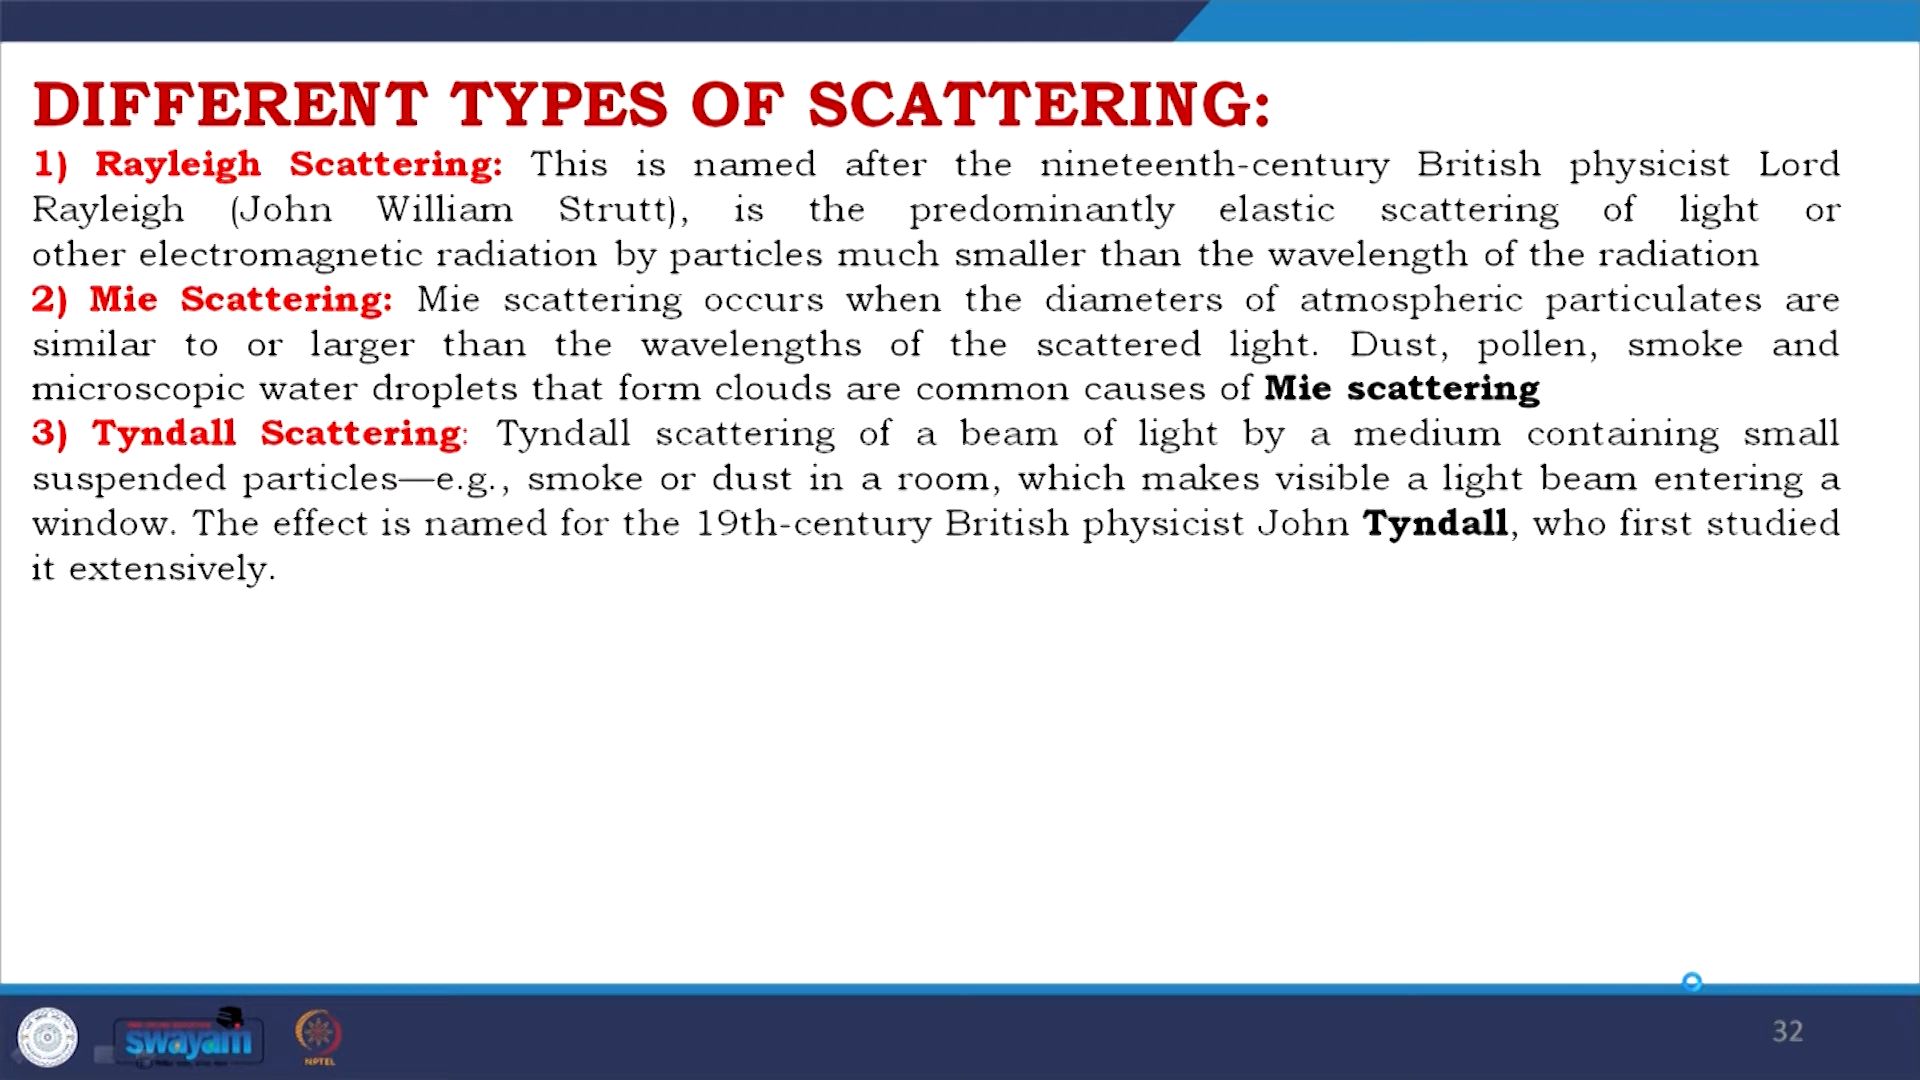 DIFFERENT TYPES OF SCATTERING:
1) Rayleigh Scattering: This is named after the nineteenth-century British physicist Lord
Rayleigh (John William Strutt), is the predominantly elastic scattering of light or
other electromagnetic radiation by particles much smaller than the wavelength of the radiation
2) Mie Scattering: Mie scattering occurs when the diameters of atmospheric particulates are
similar to or larger than the wavelengths of the scattered light. Dust, pollen, smoke and
microscopic water droplets that form clouds are common causes of Mie scattering
3) Tyndall Scattering: Tyndall scattering of a beam of light by a medium containing small
suspended particles—e.g., smoke or dust in a room, which makes visible a light beam entering a
window. The effect is named for the 19th-century British physicist John Tyndall, who first studied
it extensively.
swayam
NPTEL
32